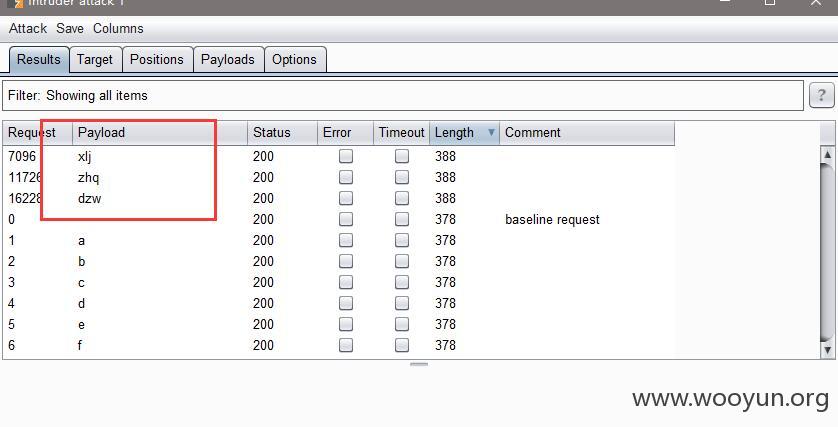 Intruder attack 1
Attack Save Columns
Results Target Positions Payloads Options
Filter: Showing all items ?
Request Payload Status Error Timeout Length Comment
7096 xlj 200 388
11726 zhq 200 388
16228 dzw 200 388
0 200 378 baseline request
1 a 200 378
2 b 200 378
3 c 200 378
4 d 200 378
5 e 200 378
6 f 200 378
www.wooyun.org